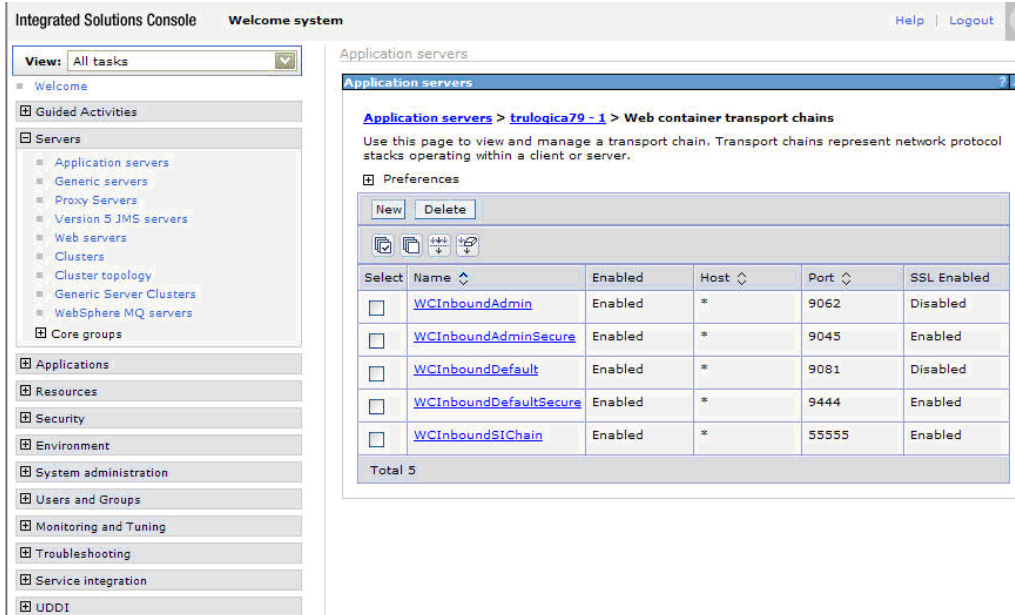 Integrated Solutions Console Welcome system Help | Logout
View: All tasks
Welcome
Guided Activities
Servers
Application servers
Generic servers
Proxy Servers
Version 5 JMS servers
Web servers
Clusters
Cluster topology
Generic Server Clusters
WebSphere MQ servers
Core groups
Applications
Resources
Security
Environment
System administration
Users and Groups
Monitoring and Tuning
Troubleshooting
Service integration
UDDI
Application servers
Application servers ?
Application servers > trulogica79 - 1 > Web container transport chains
Use this page to view and manage a transport chain. Transport chains represent network protocol
stacks operating within a client or server.
Preferences
New Delete
Select Name Enabled Host Port SSL Enabled
WCInboundAdmin Enabled * 9062 Disabled
WCInboundAdminSecure Enabled * 9045 Enabled
WCInboundDefault Enabled * 9081 Disabled
WCInboundDefaultSecure Enabled * 9444 Enabled
WCInboundSIChain Enabled * 55555 Enabled
Total 5